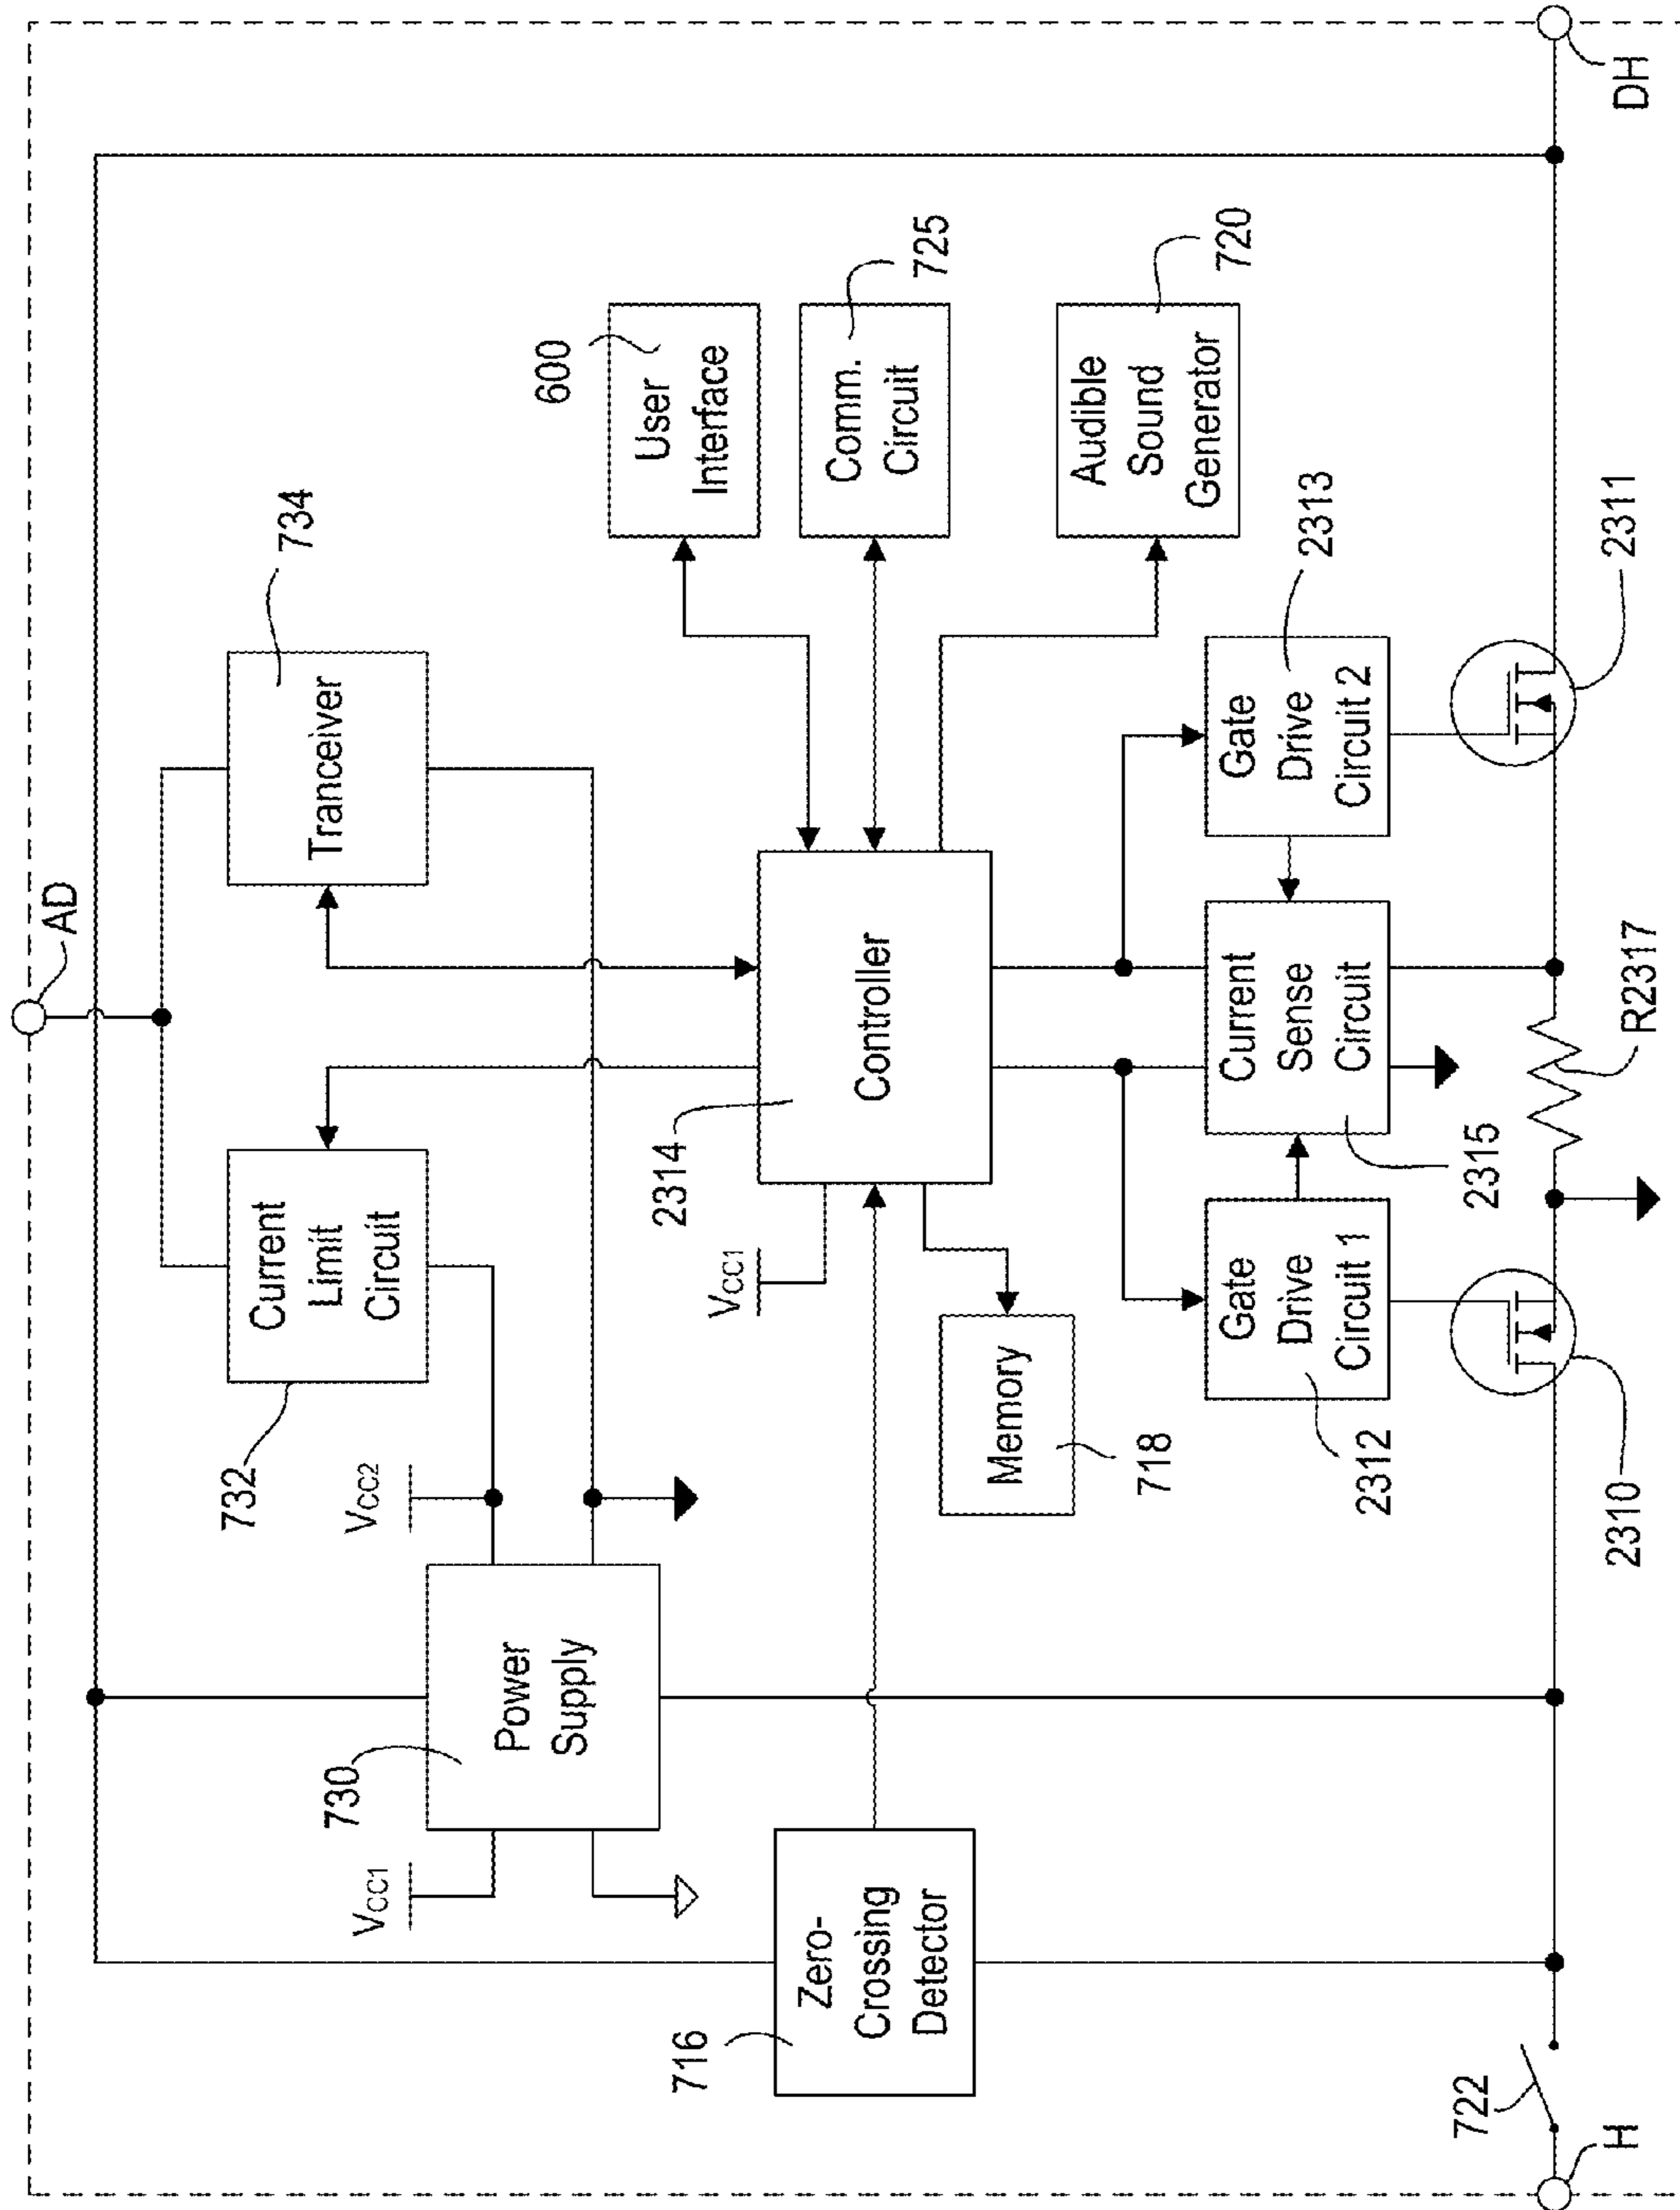 AD
734
Tranceiver
Current
Limit
Circuit
732
VCC2
730
Power
Supply
VCC1
600
User
Interface
725
Comm.
Circuit
720
Audible
Sound
Generator
2314
Controller
VCC1
Memory
718
716
Zero-
Crossing
Detector
2312
Gate
Drive
Circuit 1
2315
Current
Sense
Circuit
2313
Gate
Drive
Circuit 2
2310
R2317
2311
722
H
DH